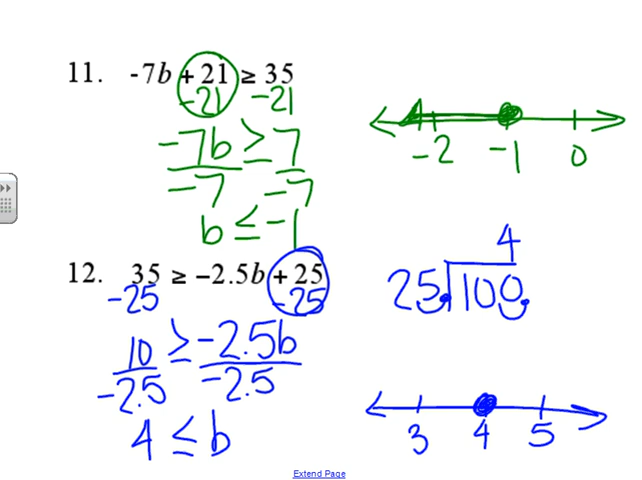 11. -7b + 21 ≥ 35
-21 -21
-7b ≥ 7
-7 -7
b ≤ -1
-2 -1 0
12. 35 ≥ −2.5b + 25
-25 -25
10 ≥ -2.5b
-2.5 -2.5
4 ≤ b
4
25. 100.
3 4 5
Extend Page